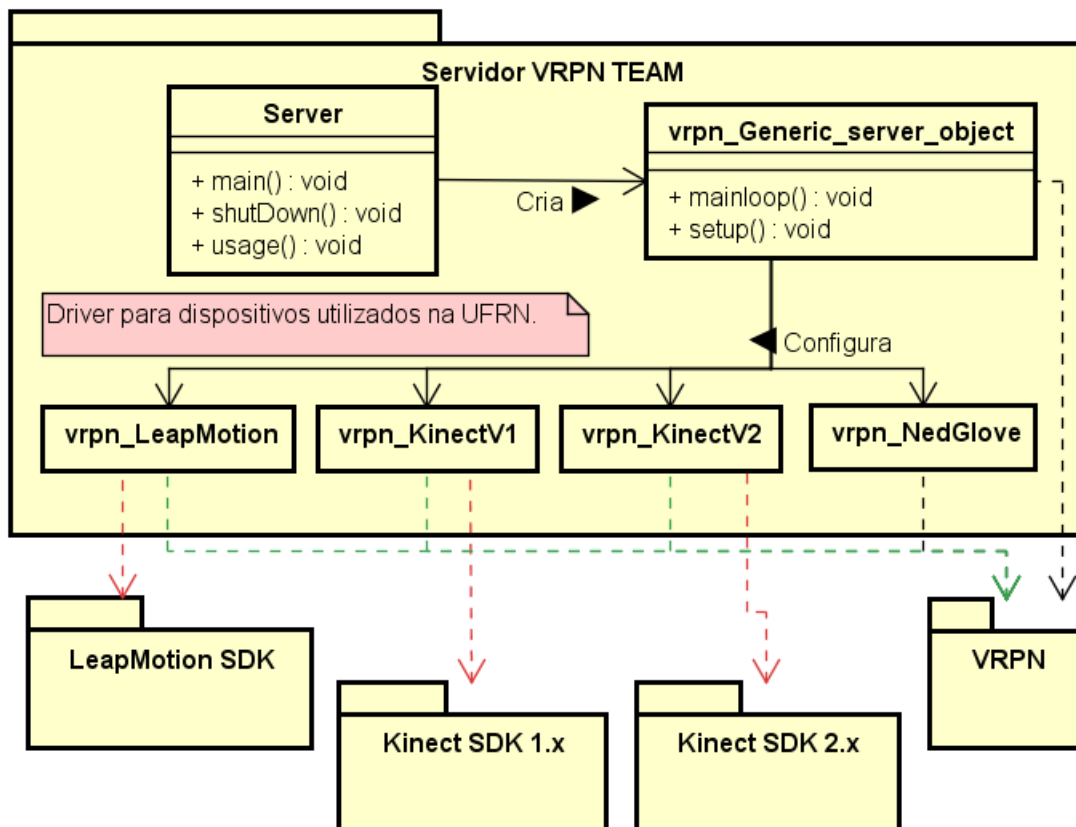 Servidor VRPN TEAM
Server
+ main() : void
+ shutDown() : void
+ usage() : void
Cria
vrpn_Generic_server_object
+ mainloop() : void
+ setup() : void
Driver para dispositivos utilizados na UFRN.
Configura
vrpn_LeapMotion
vrpn_KinectV1
vrpn_KinectV2
vrpn_NedGlove
LeapMotion SDK
Kinect SDK 1.x
Kinect SDK 2.x
VRPN